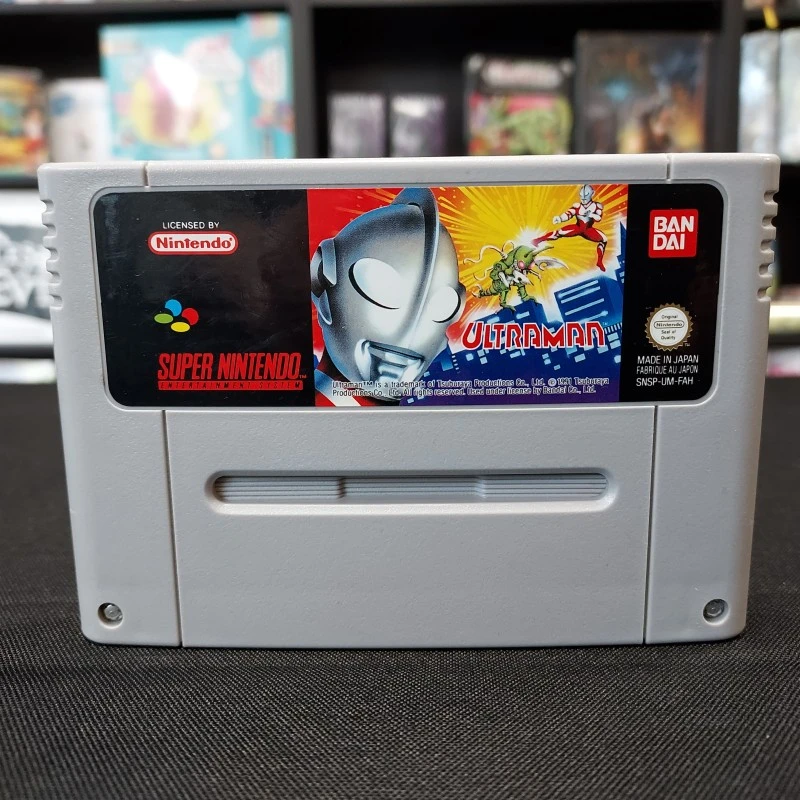 LICENSED BY
Nintendo
SUPER NINTENDO™
ENTERTAINMENT SYSTEM
ULTRAMAN
Ultraman™ is a trademark of Tsuburaya Productions Co., Ltd. © 1991 Tsuburaya
Productions Co., Ltd. All rights reserved. Used under license by Bandai Co., Ltd.
BAN
DAI
Original
Nintendo
Seal of
Quality
MADE IN JAPAN
FABRIQUE AU JAPON
SNSP-UM-FAH